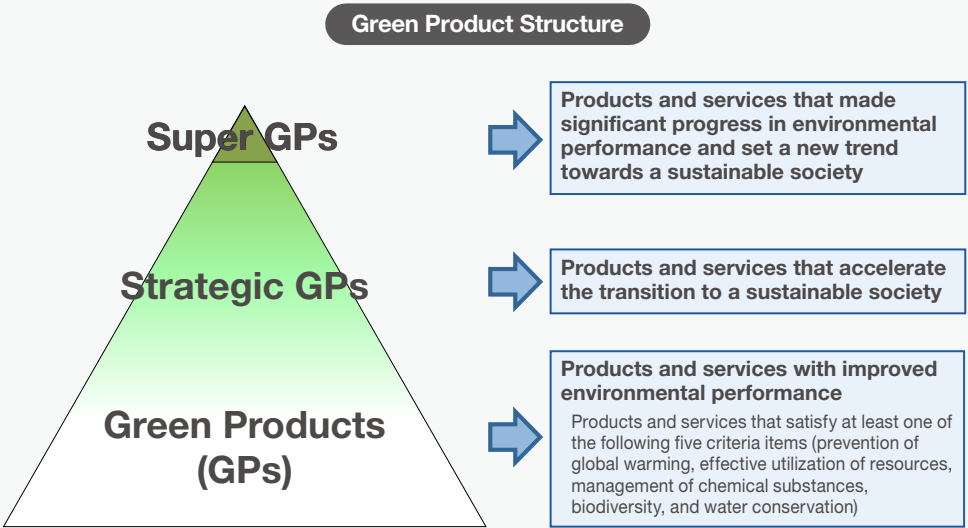 Green Product Structure
Super GPs
Products and services that made
significant progress in environmental
performance and set a new trend
towards a sustainable society
Strategic GPs
Products and services that accelerate
the transition to a sustainable society
Green Products
(GPs)
Products and services with improved
environmental performance
Products and services that satisfy at least one of
the following five criteria items (prevention of
global warming, effective utilization of resources,
management of chemical substances,
biodiversity, and water conservation)